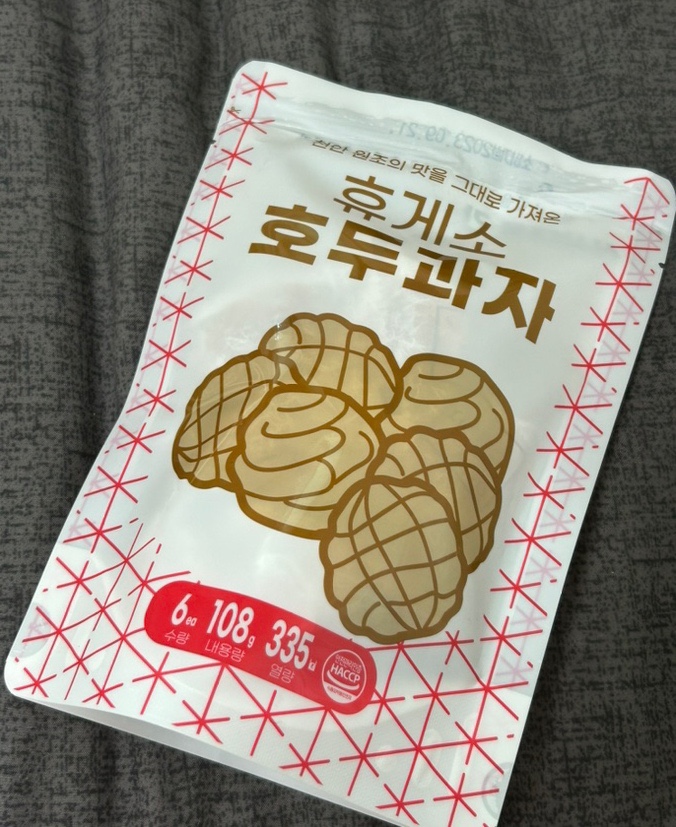 천안 원조의 맛을 그대로 가져온
휴게소
호두과자
6ea 108g 335㎉
수량 내용량 열량
HACCP